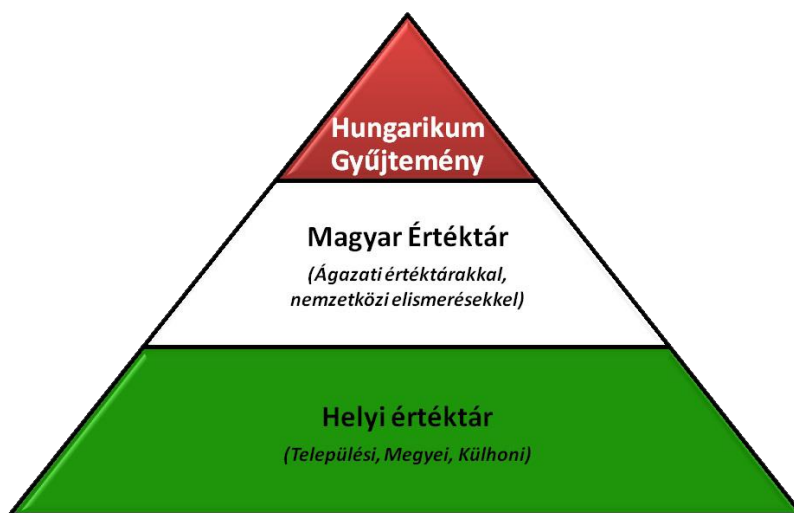 Hungarikum
Gyűjtemény
Magyar Értéktár
(Ágazati értéktárakkal,
nemzetközi elismerésekkel)
Helyi értéktár
(Települési, Megyei, Külhoni)